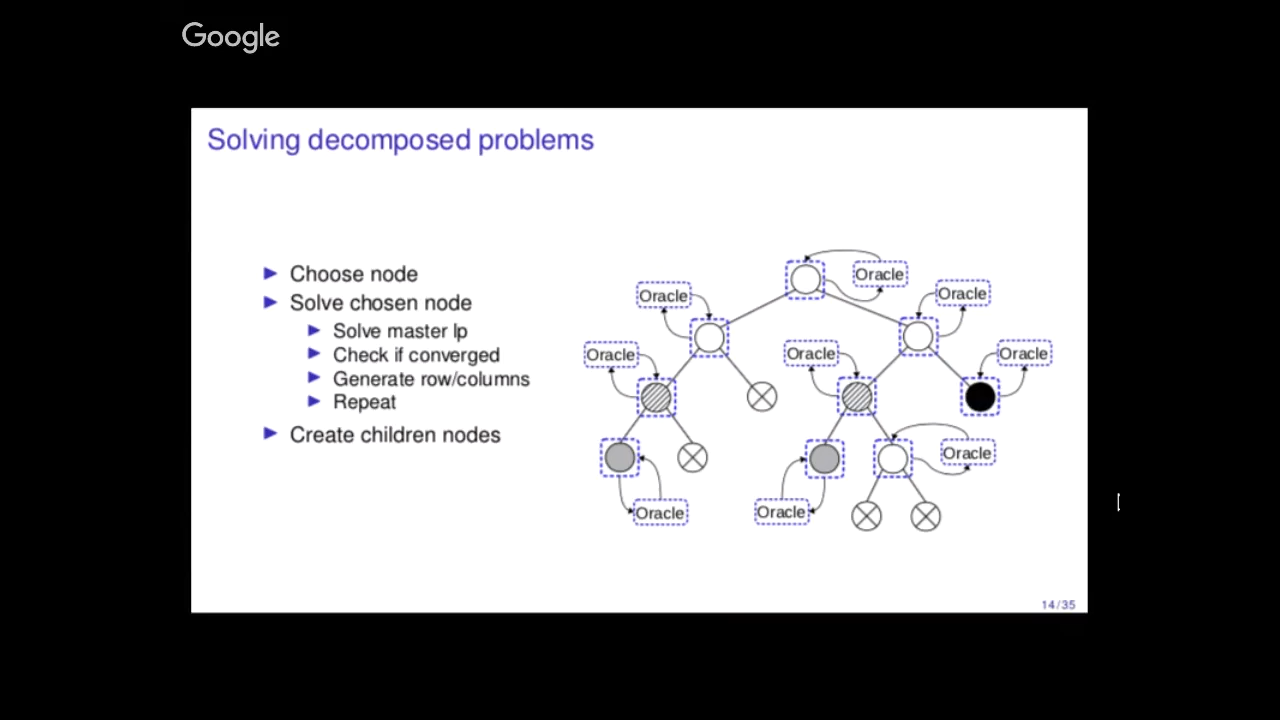 Google
Solving decomposed problems
Choose node
Solve chosen node
Solve master lp
Check if converged
Generate row/columns
Repeat
Create children nodes
Oracle
Oracle
Oracle
Oracle
Oracle
Oracle
Oracle
Oracle
Oracle
14/35